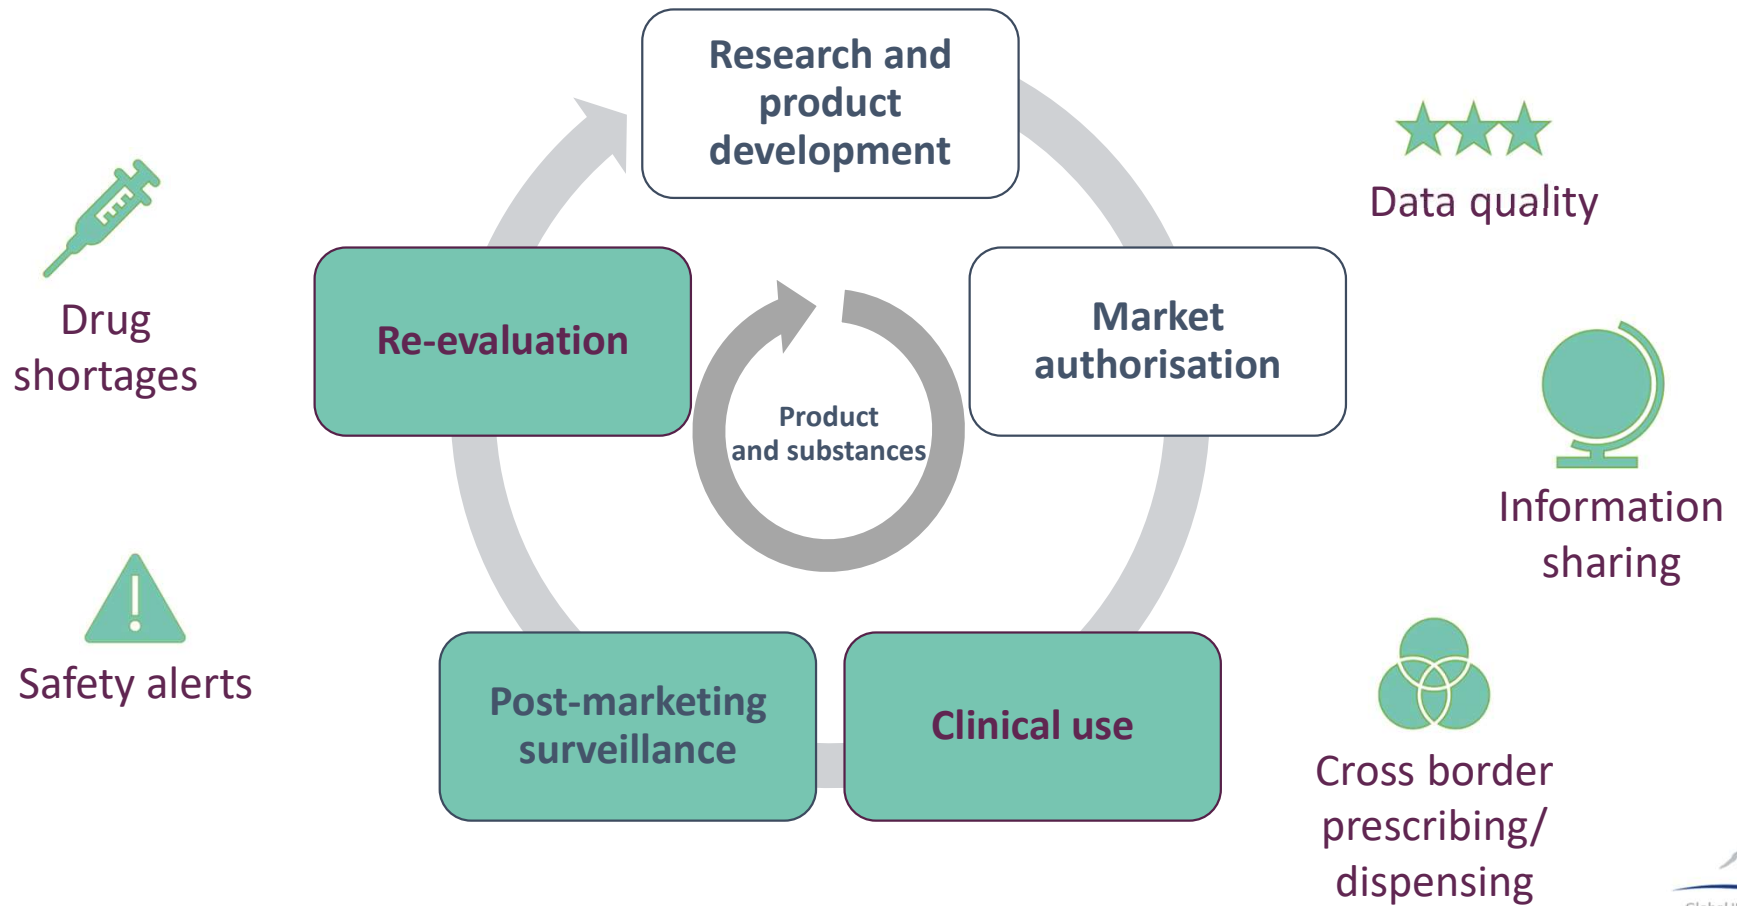 Research and
product
development
Data quality
Drug
shortages
Re-evaluation
Market
authorisation
Product
and substances
Information
sharing
Safety alerts
Post-marketing
surveillance
Clinical use
Cross border
prescribing/
dispensing